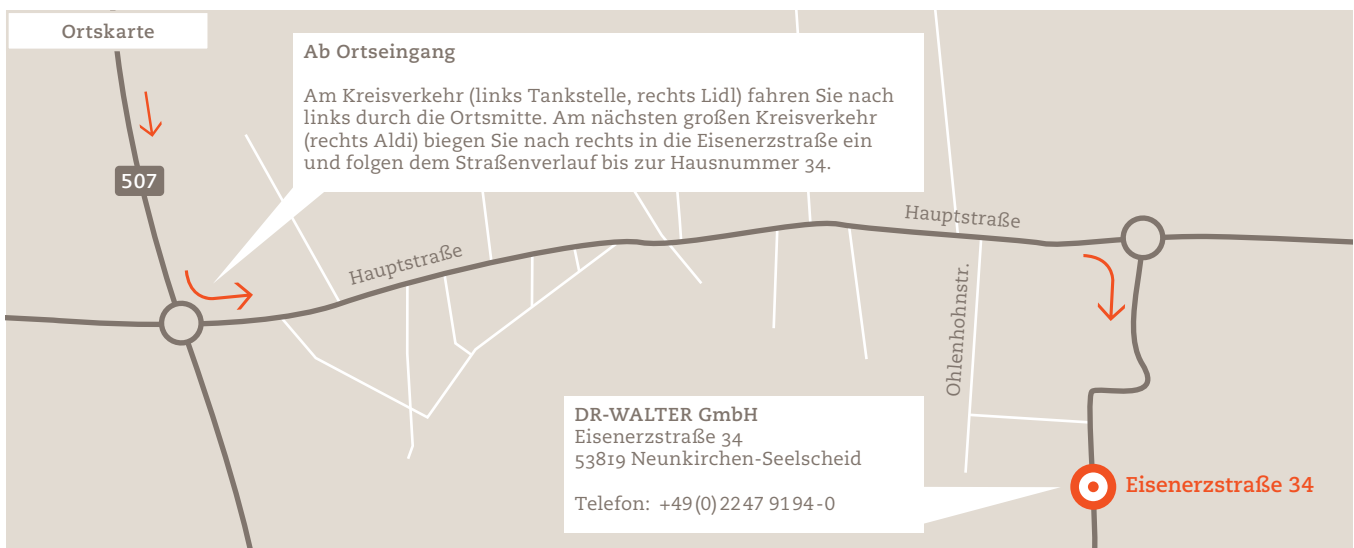 Ortskarte
Ab Ortseingang
Am Kreisverkehr (links Tankstelle, rechts Lidl) fahren Sie nach
links durch die Ortsmitte. Am nächsten großen Kreisverkehr
(rechts Aldi) biegen Sie nach rechts in die Eisenerzstraße ein
und folgen dem Straßenverlauf bis zur Hausnummer 34.
507
Hauptstraße
Hauptstraße
Ohlenhohnstr.
DR-WALTER GmbH
Eisenerzstraße 34
53819 Neunkirchen-Seelscheid
Telefon: +49(0)2247 9194-0
Eisenerzstraße 34